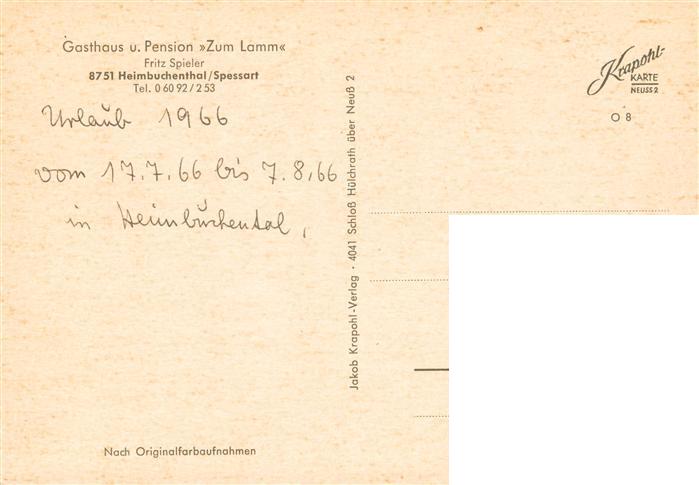 Gasthaus u. Pension »Zum Lamm«
Fritz Spieler
8751 Heimbuchenthal/Spessart
Tel. 0 60 92 / 2 53
Urlaub 1966
vom 17.7.66 bis 7.8.66
in Heimbuchental,
Nach Originalfarbaufnahmen
Jakob Krapohl-Verlag · 4041 Schloß Hülchrath über Neuß 2
Krapohl-
KARTE
NEUSS 2
O 8